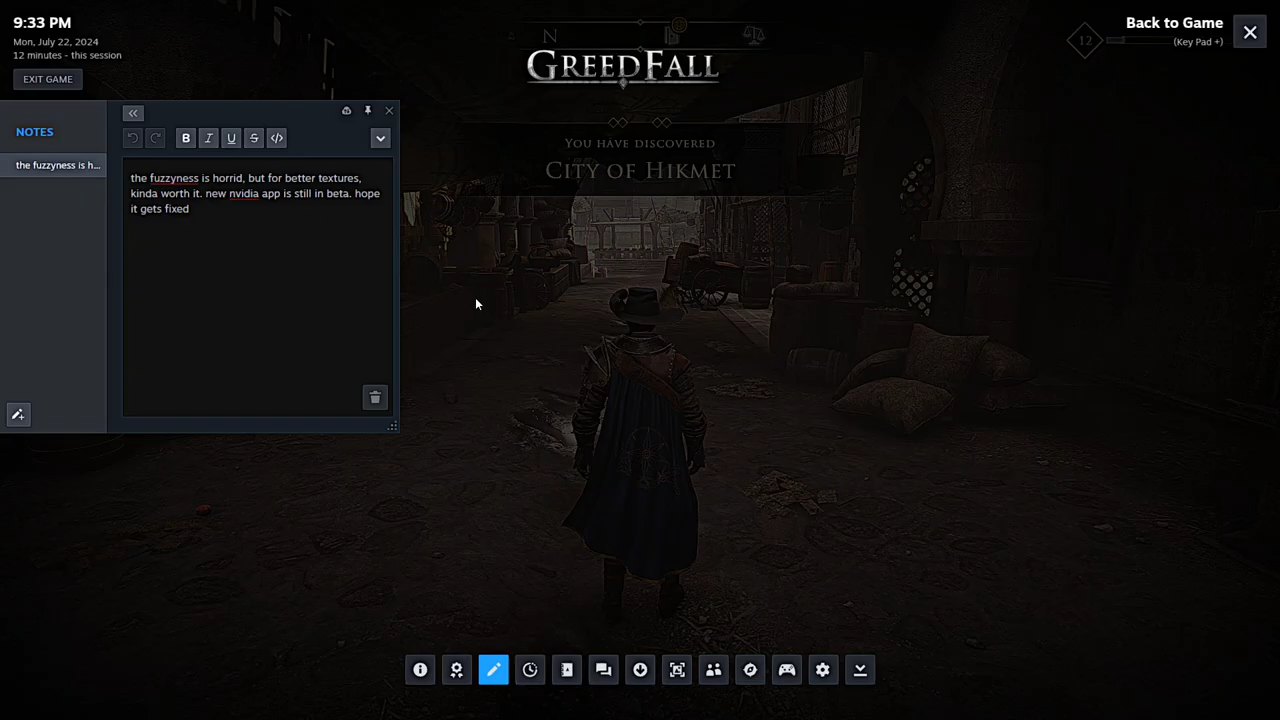 9:33 PM
Mon, July 22, 2024
12 minutes - this session
EXIT GAME
N
GREEDFALL
12
Back to Game
(Key Pad +)
NOTES
the fuzzyness is h...
B I U S </>
the fuzzyness is horrid, but for better textures,
kinda worth it. new nvidia app is still in beta. hope
it gets fixed
YOU HAVE DISCOVERED
CITY OF HIKMET